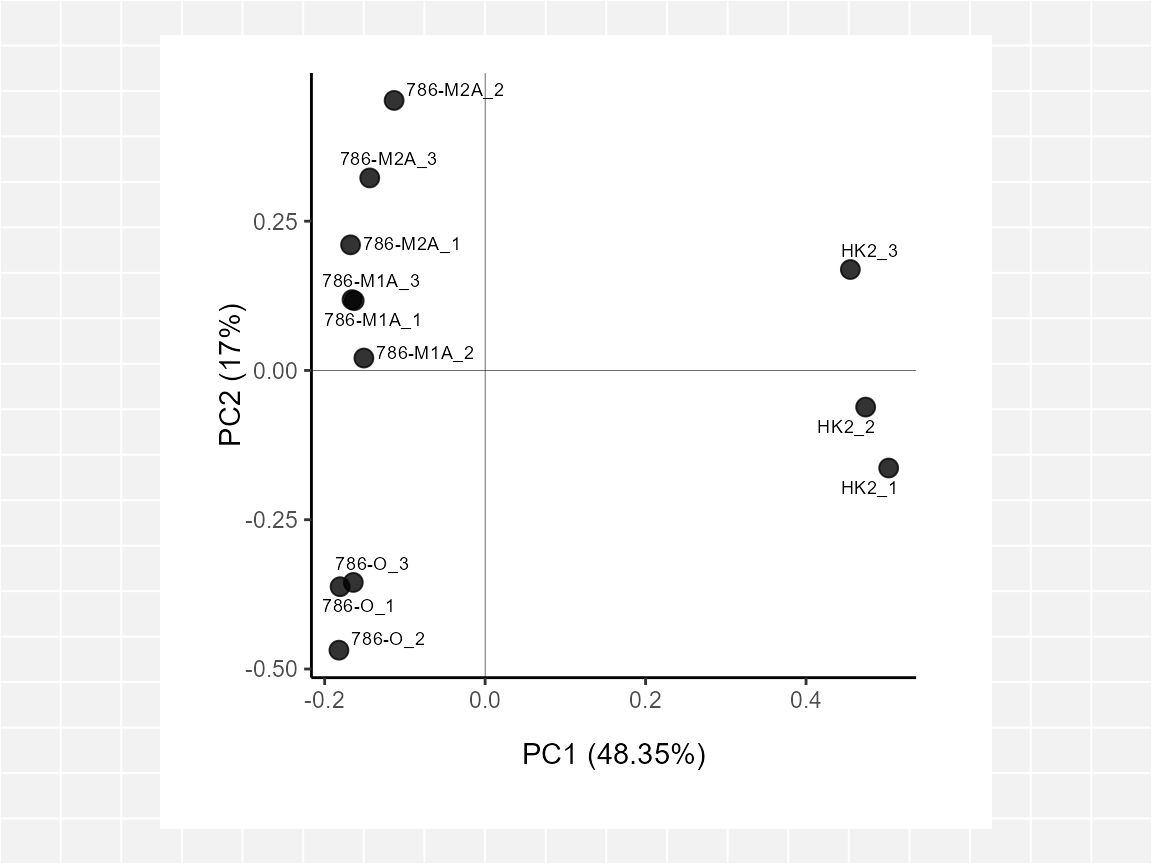 786-M2A_2
786-M2A_3
0.25
786-M2A_1
HK2_3
786-M1A_3
786-M1A_1
786-M1A_2
0.00
HK2_2
PC2 (17%)
HK2_1
-0.25
786-O_3
786-O_1
786-O_2
-0.50
-0.2 0.0 0.2 0.4
PC1 (48.35%)